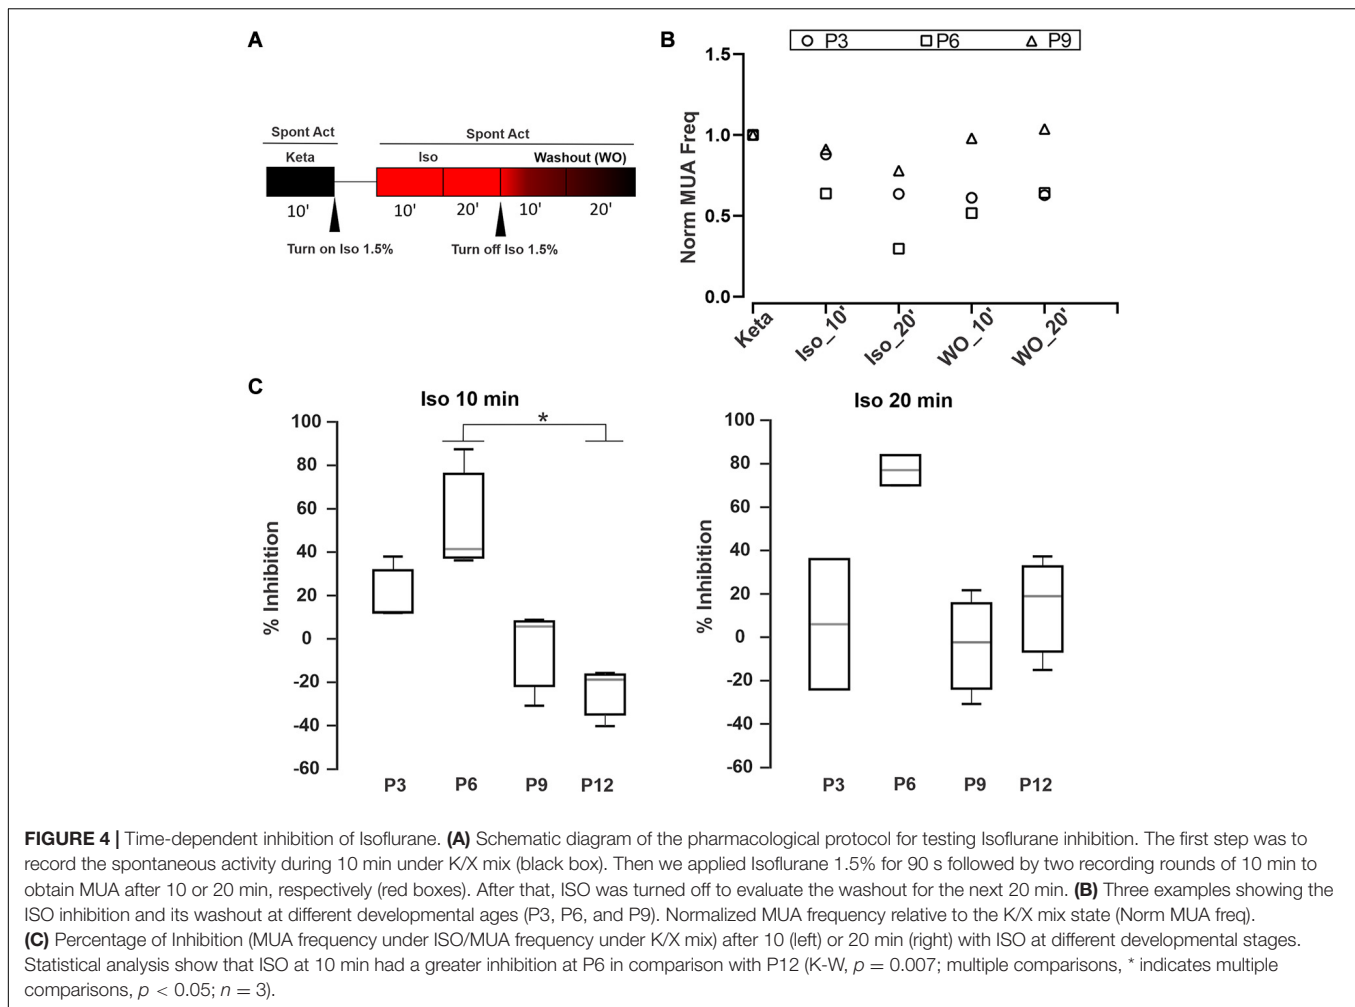 A
Spont Act
Spont Act
Keta
Iso
Washout (WO)
10'
10'
20'
10'
20'
Turn on Iso 1.5%
Turn off Iso 1.5%
B
P3
P6
P9
1.5
1.0
0.5
0.0
Norm MUA Freq
Keta
Iso_10'
Iso_20'
WO_10'
WO_20'
C
Iso 10 min
*
100
80
60
40
20
0
-20
-40
-60
% Inhibition
P3
P6
P9
P12
Iso 20 min
100
80
60
40
20
0
-20
-40
-60
% Inhibition
P3
P6
P9
P12
FIGURE 4 | Time-dependent inhibition of Isoflurane. (A) Schematic diagram of the pharmacological protocol for testing Isoflurane inhibition. The first step was to
record the spontaneous activity during 10 min under K/X mix (black box). Then we applied Isoflurane 1.5% for 90 s followed by two recording rounds of 10 min to
obtain MUA after 10 or 20 min, respectively (red boxes). After that, ISO was turned off to evaluate the washout for the next 20 min. (B) Three examples showing the
ISO inhibition and its washout at different developmental ages (P3, P6, and P9). Normalized MUA frequency relative to the K/X mix state (Norm MUA freq).
(C) Percentage of Inhibition (MUA frequency under ISO/MUA frequency under K/X mix) after 10 (left) or 20 min (right) with ISO at different developmental stages.
Statistical analysis show that ISO at 10 min had a greater inhibition at P6 in comparison with P12 (K-W, p = 0.007; multiple comparisons, * indicates multiple
comparisons, p < 0.05; n = 3).